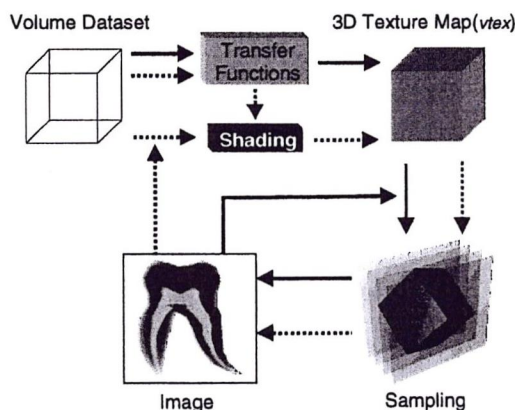 Volume Dataset
3D Texture Map(vtex)
Transfer
Functions
Shading
Image
Sampling